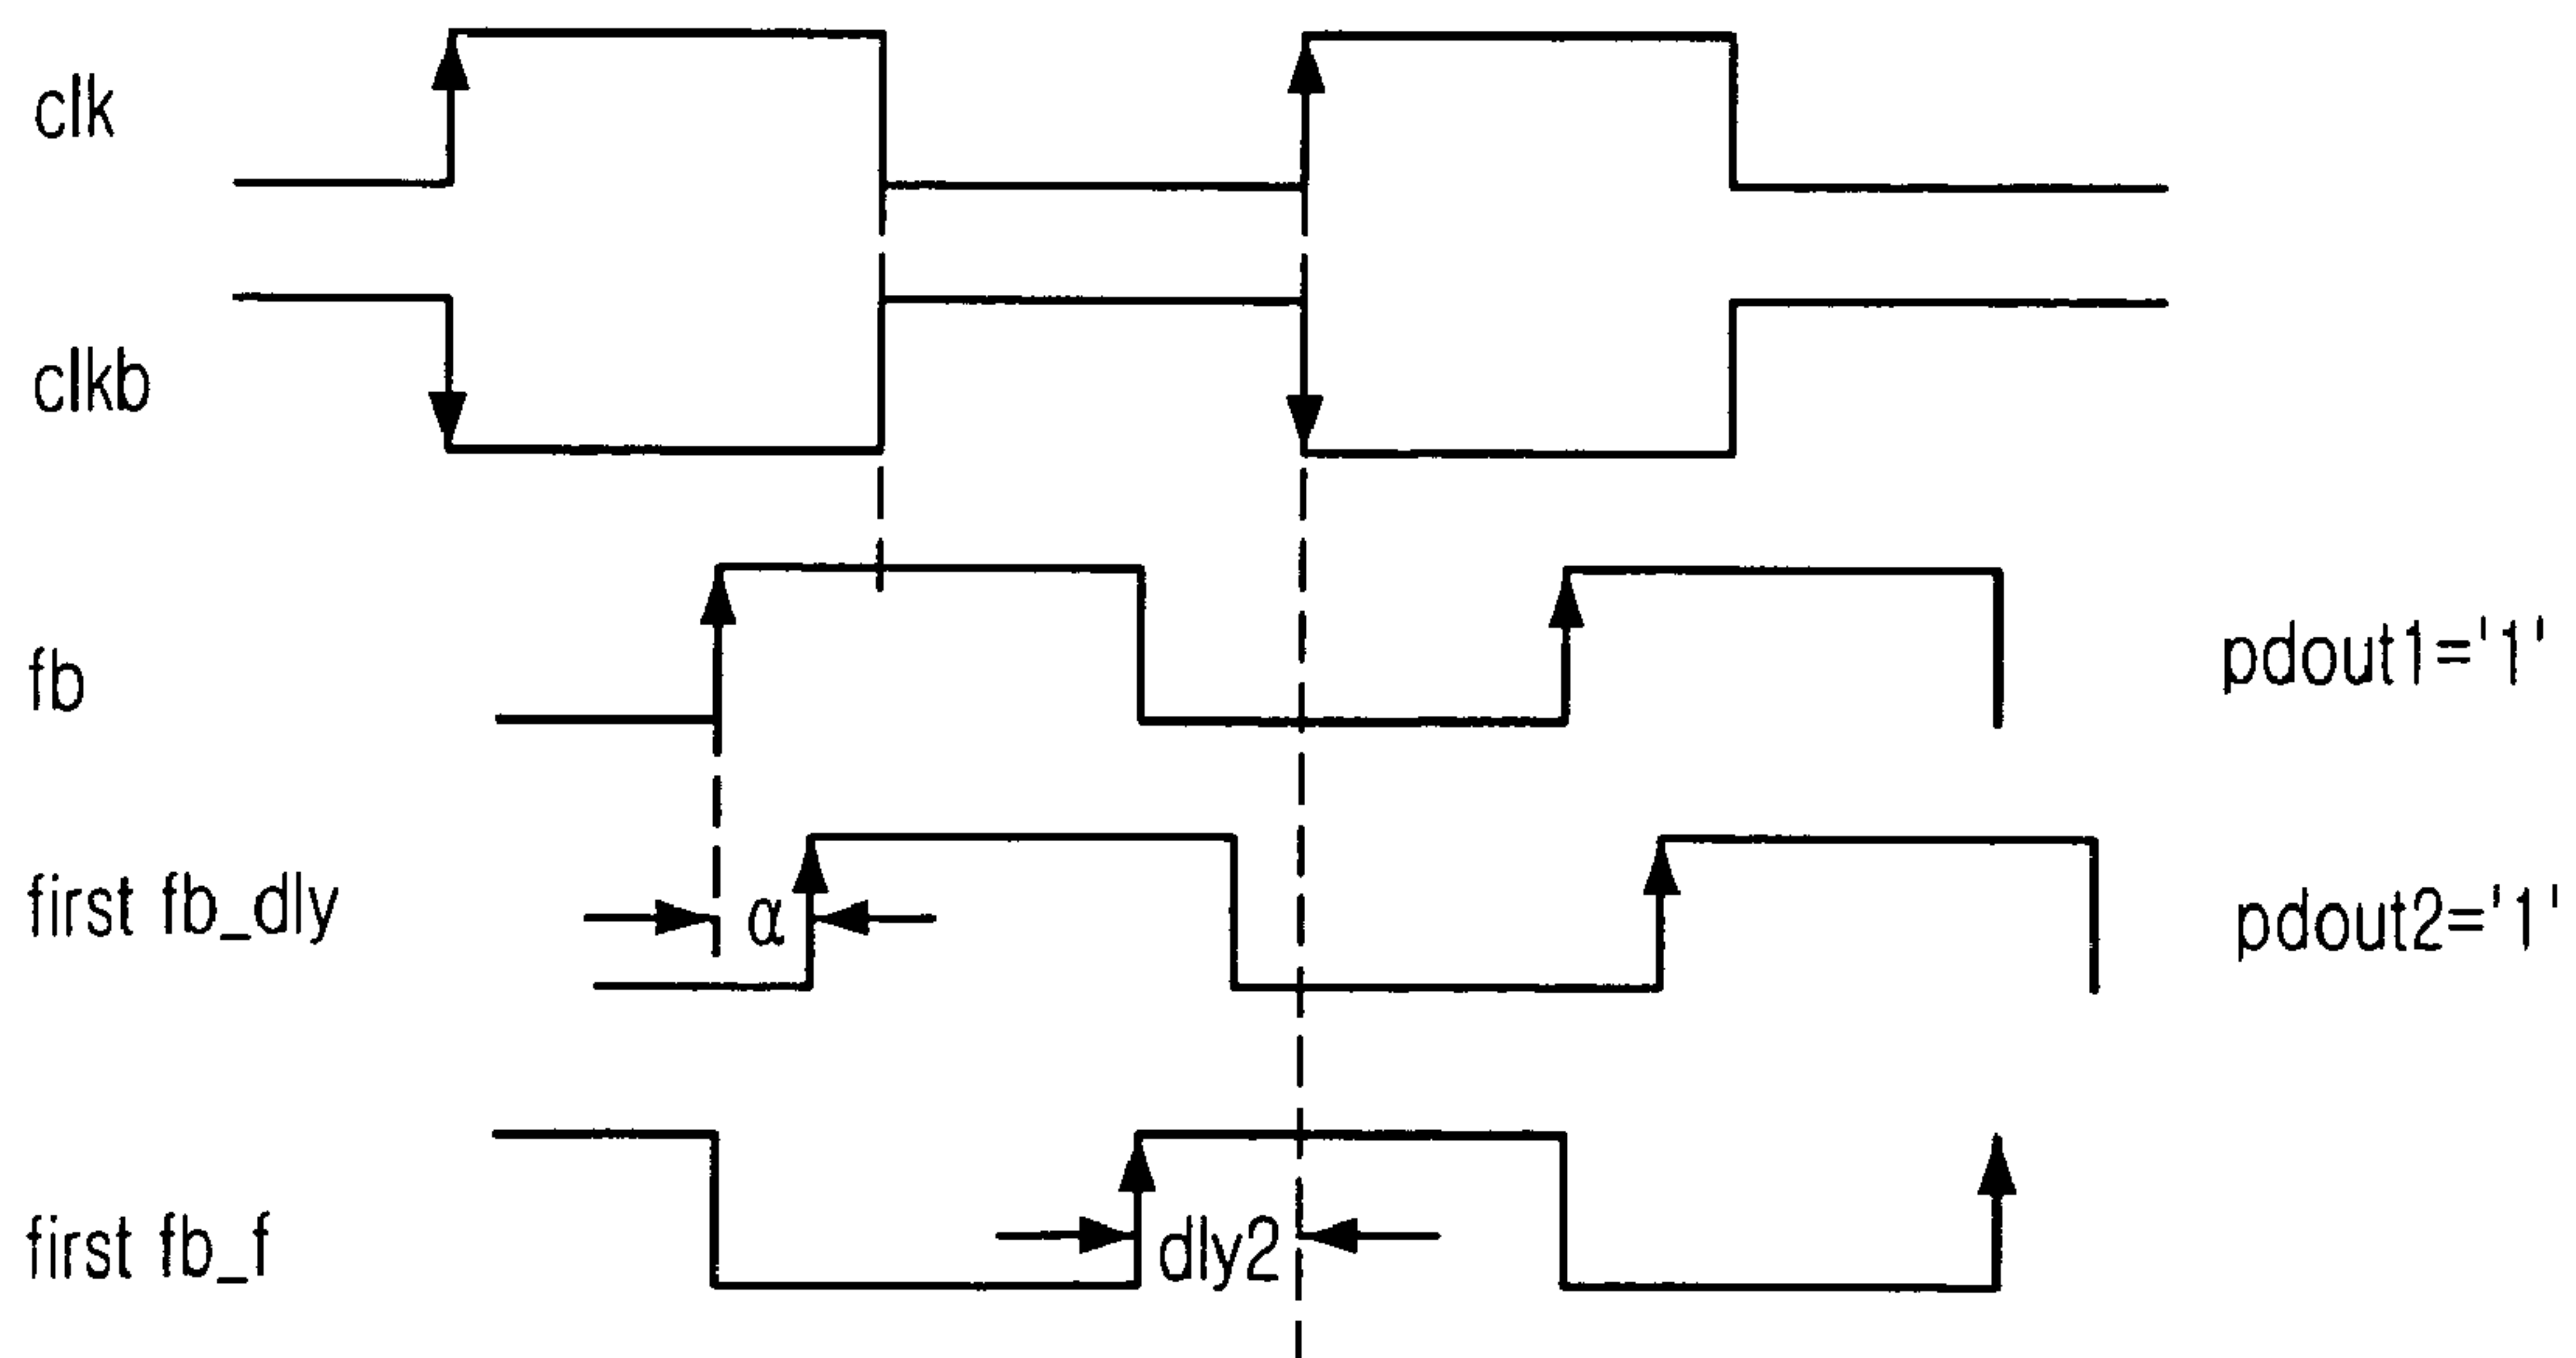 clk
clkb
fb
pdout1='1'
first fb_dly
α
pdout2='1'
first fb_f
dly2